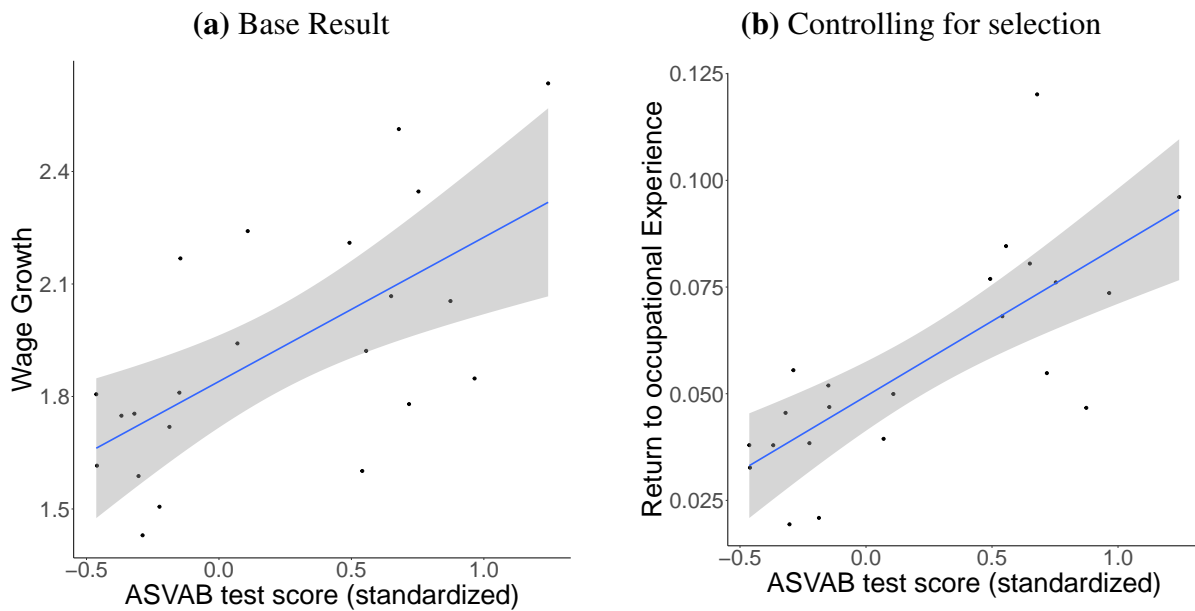 (a) Base Result
Wage Growth
2.4
2.1
1.8
1.5
−0.5 0.0 0.5 1.0
ASVAB test score (standardized)
(b) Controlling for selection
Return to occupational Experience
0.125
0.100
0.075
0.050
0.025
−0.5 0.0 0.5 1.0
ASVAB test score (standardized)